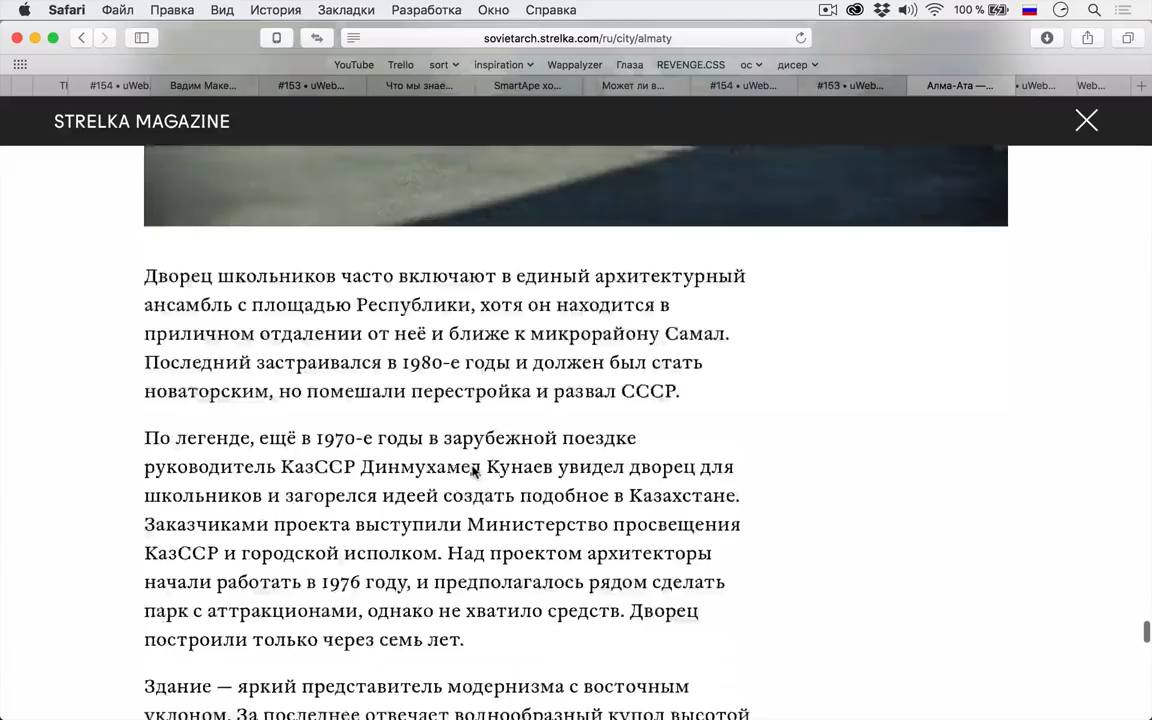 Safari Файл Правка Вид История Закладки Разработка Окно Справка 100 %
sovietarch.strelka.com/ru/city/almaty
YouTube Trello sort inspiration Wappalyzer Глаза REVENGE.CSS ос дисер
#154 • uWeb. Вадим Маке... #153 • uWeb... Что мы знае... SmartApe хо... Может ли в... #154 • uWeb... #153 • uWeb... Алма-Ата —... • uWeb... Web...
STRELKA MAGAZINE
Дворец школьников часто включают в единый архитектурный
ансамбль с площадью Республики, хотя он находится в
приличном отдалении от неё и ближе к микрорайону Самал.
Последний застраивался в 1980-е годы и должен был стать
новаторским, но помешали перестройка и развал СССР.
По легенде, ещё в 1970-е годы в зарубежной поездке
руководитель КазССР Динмухамед Кунаев увидел дворец для
школьников и загорелся идеей создать подобное в Казахстане.
Заказчиками проекта выступили Министерство просвещения
КазССР и городской исполком. Над проектом архитекторы
начали работать в 1976 году, и предполагалось рядом сделать
парк с аттракционами, однако не хватило средств. Дворец
построили только через семь лет.
Здание — яркий представитель модернизма с восточным
уклоном. За последнее отвечает волнообразный купол высотой